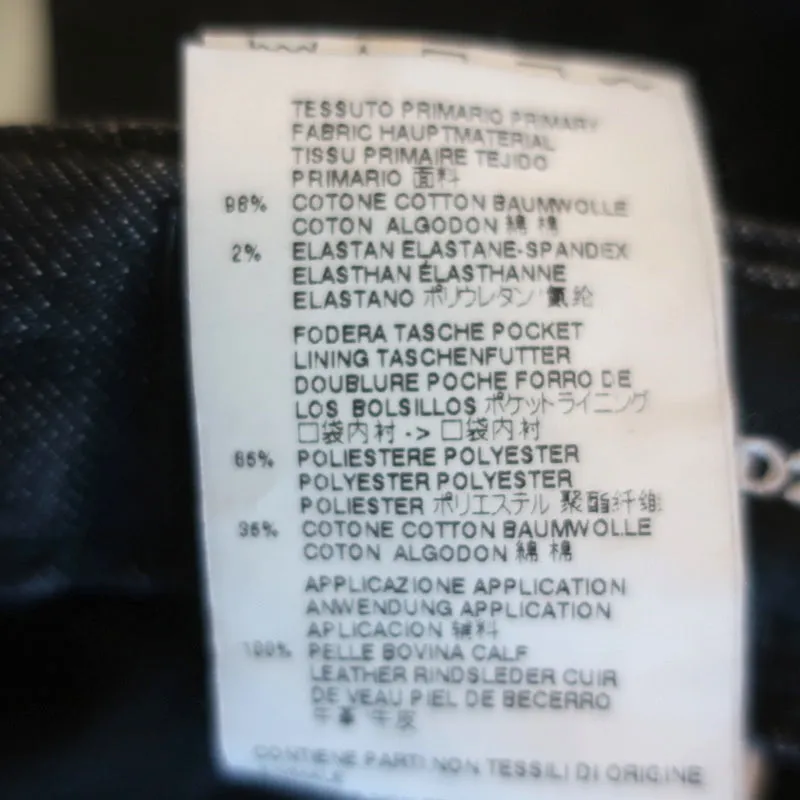 TESSUTO PRIMARIO PRIMARY
FABRIC HAUPTMATERIAL
TISSU PRIMAIRE TEJIDO
PRIMARIO 面料
98% COTONE COTTON BAUMWOLLE
COTON ALGODON 綿 棉
2% ELASTAN ELASTANE-SPANDEX
ELASTHAN ÉLASTHANNE
ELASTANO ポリウレタン 氨纶
FODERA TASCHE POCKET
LINING TASCHENFUTTER
DOUBLURE POCHE FORRO DE
LOS BOLSILLOS ポケットライニング
口袋内衬 -> 口袋内衬
65% POLIESTERE POLYESTER
POLYESTER POLYESTER
POLIESTER ポリエステル 聚酯纤维
35% COTONE COTTON BAUMWOLLE
COTON ALGODON 綿 棉
APPLICAZIONE APPLICATION
ANWENDUNG APPLICATION
APLICACION 辅料
100% PELLE BOVINA CALF
LEATHER RINDSLEDER CUIR
DE VEAU PIEL DE BECERRO
牛革 牛皮
CONTIENE PARTI NON TESSILI DI ORIGINE